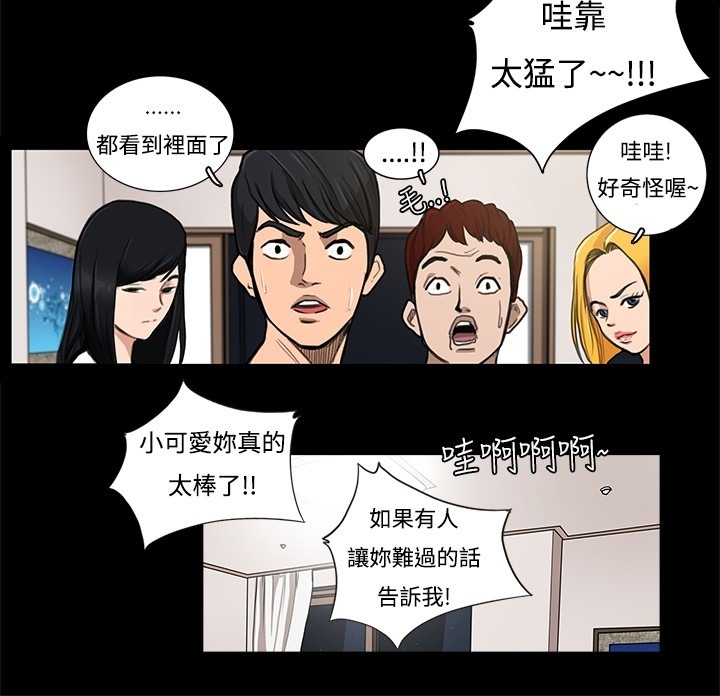 哇靠
太猛了~~!!!
......
都看到裡面了
....!!
毛..!
哇哇!
好奇怪喔~
小可愛妳真的
太棒了!!
哇啊啊啊~
如果有人
讓妳難過的話
告訴我!